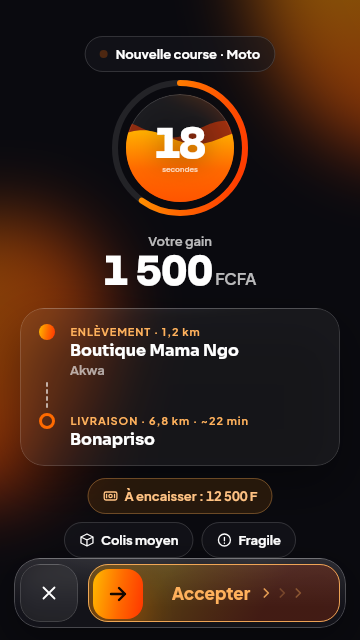 Nouvelle course · Moto
18
secondes
Votre gain
1 500 FCFA
ENLÈVEMENT · 1,2 km
Boutique Mama Ngo
Akwa
LIVRAISON · 6,8 km · ~22 min
Bonapriso
À encaisser : 12 500 F
Colis moyen
Fragile
Accepter